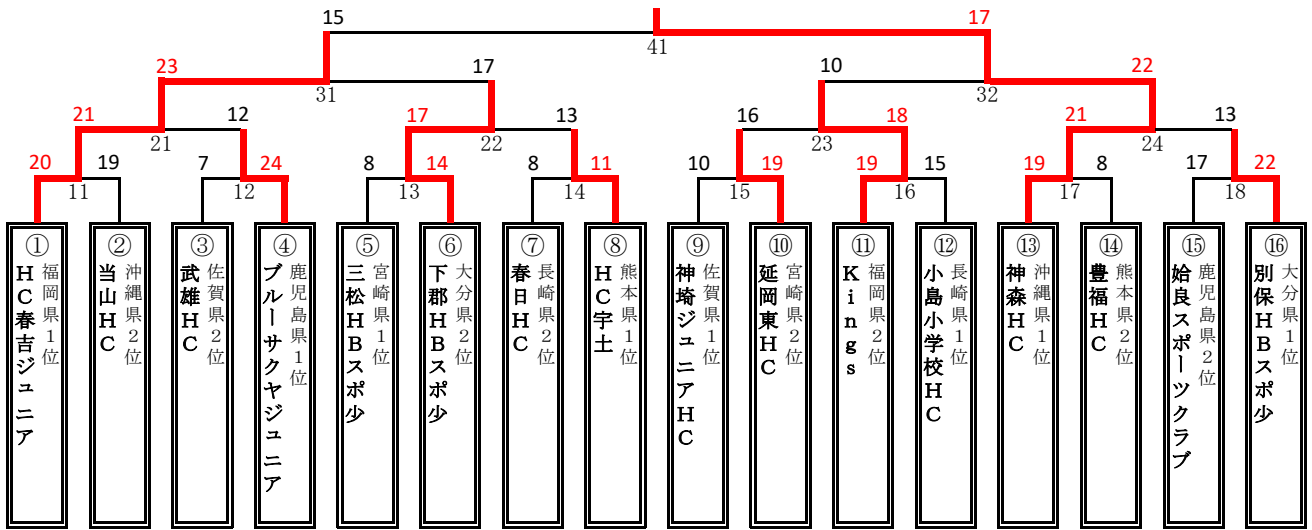 15
17
41
23
17
10
22
31
32
21
12
17
13
16
18
21
13
21
22
23
24
20
19
7
24
8
14
8
11
10
19
19
15
19
8
17
22
11
12
13
14
15
16
17
18
①
福岡県1位
HC春吉ジュニア
②
沖縄県2位
当山HC
③
佐賀県2位
武雄HC
④
鹿児島県1位
ブルーサクヤジュニア
⑤
宮崎県1位
三松HBスポ少
⑥
大分県2位
下郡HBスポ少
⑦
長崎県2位
春日HC
⑧
熊本県1位
HC宇土
⑨
佐賀県1位
神埼ジュニアHC
⑩
宮崎県2位
延岡東HC
⑪
福岡県2位
Kings
⑫
長崎県1位
小島小学校HC
⑬
沖縄県1位
神森HC
⑭
熊本県2位
豊福HC
⑮
鹿児島県2位
姶良スポーツクラブ
⑯
大分県1位
別保HBスポ少